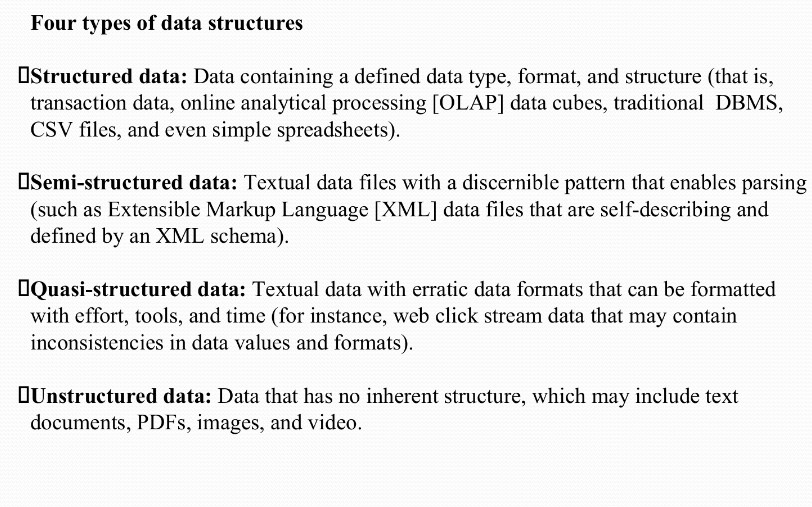 Four types of data structures
Structured data: Data containing a defined data type, format, and structure (that is,
transaction data, online analytical processing [OLAP] data cubes, traditional DBMS,
CSV files, and even simple spreadsheets).
Semi-structured data: Textual data files with a discernible pattern that enables parsing
(such as Extensible Markup Language [XML] data files that are self-describing and
defined by an XML schema).
Quasi-structured data: Textual data with erratic data formats that can be formatted
with effort, tools, and time (for instance, web click stream data that may contain
inconsistencies in data values and formats).
Unstructured data: Data that has no inherent structure, which may include text
documents, PDFs, images, and video.